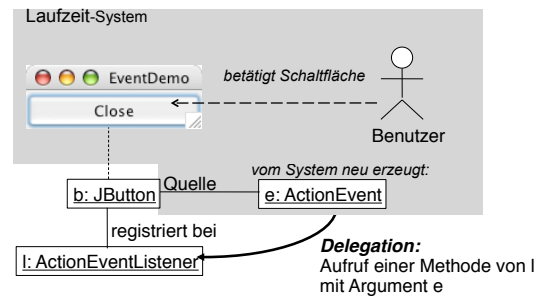 Laufzeit-System
EventDemo
betätigt Schaltfläche
Close
Benutzer
vom System neu erzeugt:
b: JButton
Quelle
e: ActionEvent
registriert bei
l: ActionEventListener
Delegation:
Aufruf einer Methode von l
mit Argument e